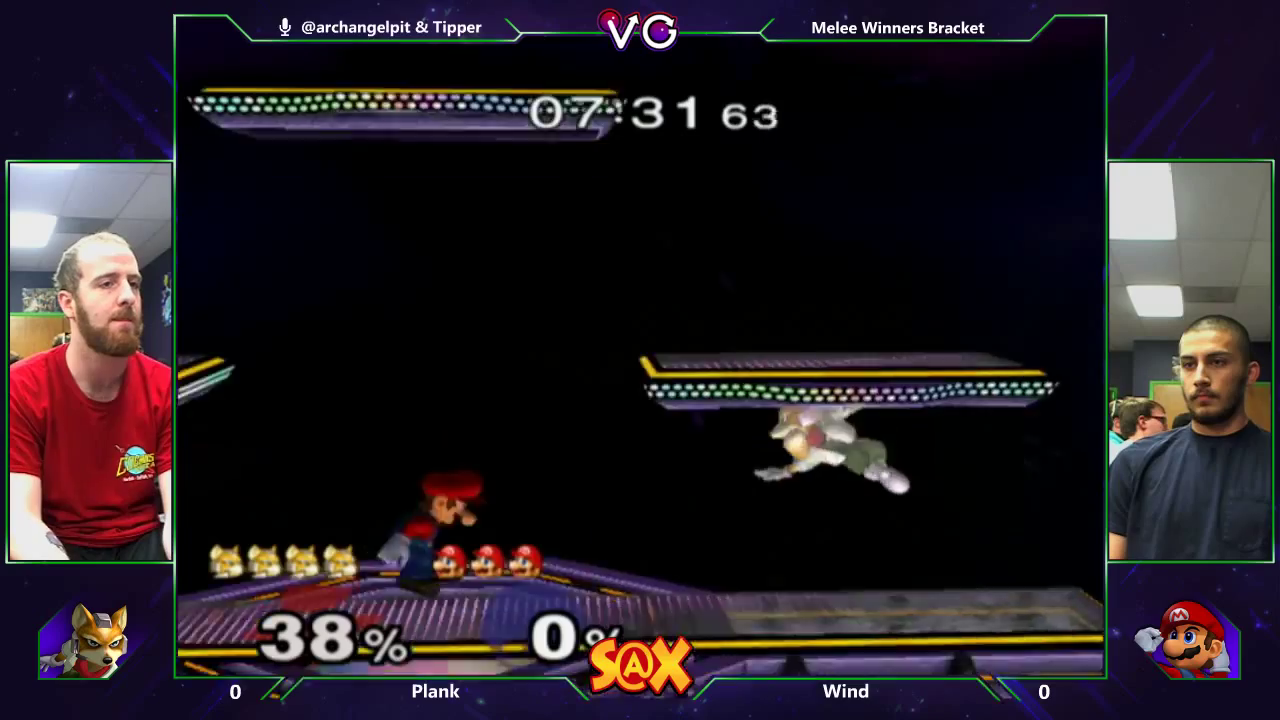 @archangelpit & Tipper
VG
Melee Winners Bracket
07:31 63
38%
0%
S@X
0
Plank
Wind
0